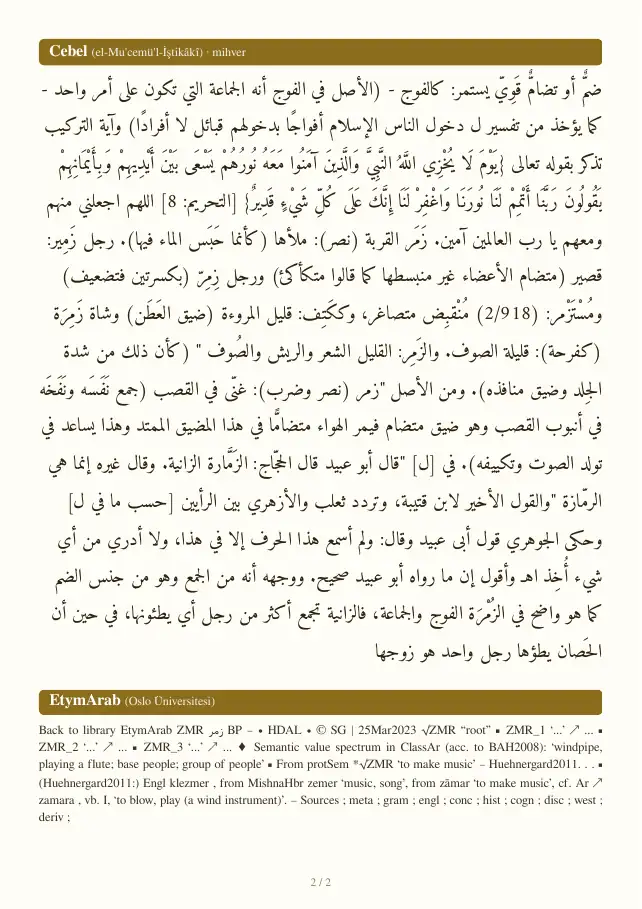 Cebel (el-Mu'cemü'l-İştikâkî) · mihver
ضمٌّ أو تضامٌّ قَوِيّ يستمر: كالفوج - (الأصل في الفوج أنه الجماعة التي تكون على أمر واحد -
كما يؤخذ من تفسير ل دخول الناس الإسلام أفواجًا بدخولهم قبائل لا أفرادًا) وآية التركيب
تذكر بقوله تعالى {يَوْمَ لَا يُخْزِي اللَّهُ النَّبِيَّ وَالَّذِينَ آمَنُوا مَعَهُ نُورُهُمْ يَسْعَى بَيْنَ أَيْدِيهِمْ وَبِأَيْمَانِهِمْ
يَقُولُونَ رَبَّنَا أَتْمِمْ لَنَا نُورَنَا وَاغْفِرْ لَنَا إِنَّكَ عَلَى كُلِّ شَيْءٍ قَدِيرٌ} [التحريم: 8] اللهم اجعلني منهم
ومعهم يا رب العالمين آمين. زَمَر القربة (نصر): ملأها (كأنما حَبَس الماء فيها). رجل زَمِير:
قصير (متضام الأعضاء غير منبسطها كما قالوا متكأكئ) ورجل زِمِرّ (بكسرتين فتضعيف)
ومُسْتَزْمر: (2/918) مُنْقبِض متصاغر، وككَتِف: قليل المروءة (ضيق العَطَن) وشاة زَمِرَة
(كفرحة): قليلة الصوف. والزَمِر: القليل الشعر والريش والصُوف " (كأن ذلك من شدة
الجِلد وضيق منافذه). ومن الأصل "زمر (نصر وضرب): غنّى في القصب (جمع نَفَسَه ونَفَخَه
في أنبوب القصب وهو ضيق متضام فيمر الهواء متضامًّا في هذا المضيق الممتد وهذا يساعد في
تولد الصوت وتكييفه). في [ل] "قال أبو عبيد قال الحجّاج: الزَمَّارة الزانية. وقال غيره إنما هي
الرمّازة "والقول الأخير لابن قتيبة، وتردد ثعلب والأزهري بين الرأيين [حسب ما في ل]
وحكى الجوهري قول أبى عبيد وقال: ولم أسمع هذا الحرف إلا في هذا، ولا أدري من أي
شيء أُخِذ اهـ وأقول إن ما رواه أبو عبيد صحيح. ووجهه أنه من الجمع وهو من جنس الضم
كما هو واضح في الزُمْرَة الفوج والجماعة، فالزانية تجمع أكثر من رجل أي يطئونها، في حين أن
الحَصان يطؤها رجل واحد هو زوجها
EtymArab (Oslo Üniversitesi)
Back to library EtymArab ZMR زمر BP – • HDAL • © SG | 25Mar2023 √ZMR “root” ▪ ZMR_1 ‘...’ ↗ ... ▪
ZMR_2 ‘...’ ↗ ... ▪ ZMR_3 ‘...’ ↗ ... ♦ Semantic value spectrum in ClassAr (acc. to BAH2008): ‘windpipe,
playing a flute; base people; group of people’ ▪ From protSem *√ZMR ‘to make music’ – Huehnergard2011. . . ▪
(Huehnergard2011:) Engl klezmer , from MishnaHbr zemer ‘music, song’, from zāmar ‘to make music’, cf. Ar ↗
zamara , vb. I, ‘to blow, play (a wind instrument)’. – Sources ; meta ; gram ; engl ; conc ; hist ; cogn ; disc ; west ;
deriv ;
2 / 2